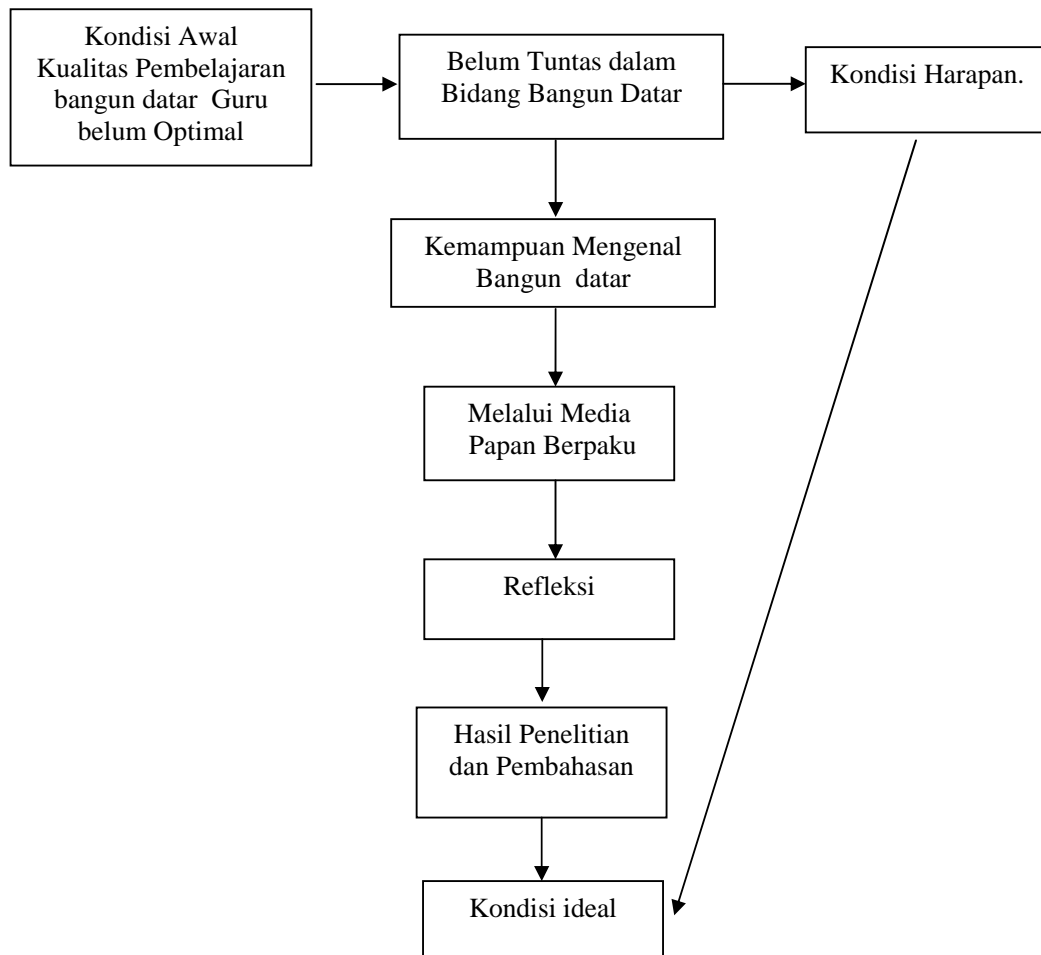 Kondisi Awal
Kualitas Pembelajaran
bangun datar Guru
belum Optimal
Belum Tuntas dalam
Bidang Bangun Datar
Kondisi Harapan.
Kemampuan Mengenal
Bangun datar
Melalui Media
Papan Berpaku
Refleksi
Hasil Penelitian
dan Pembahasan
Kondisi ideal